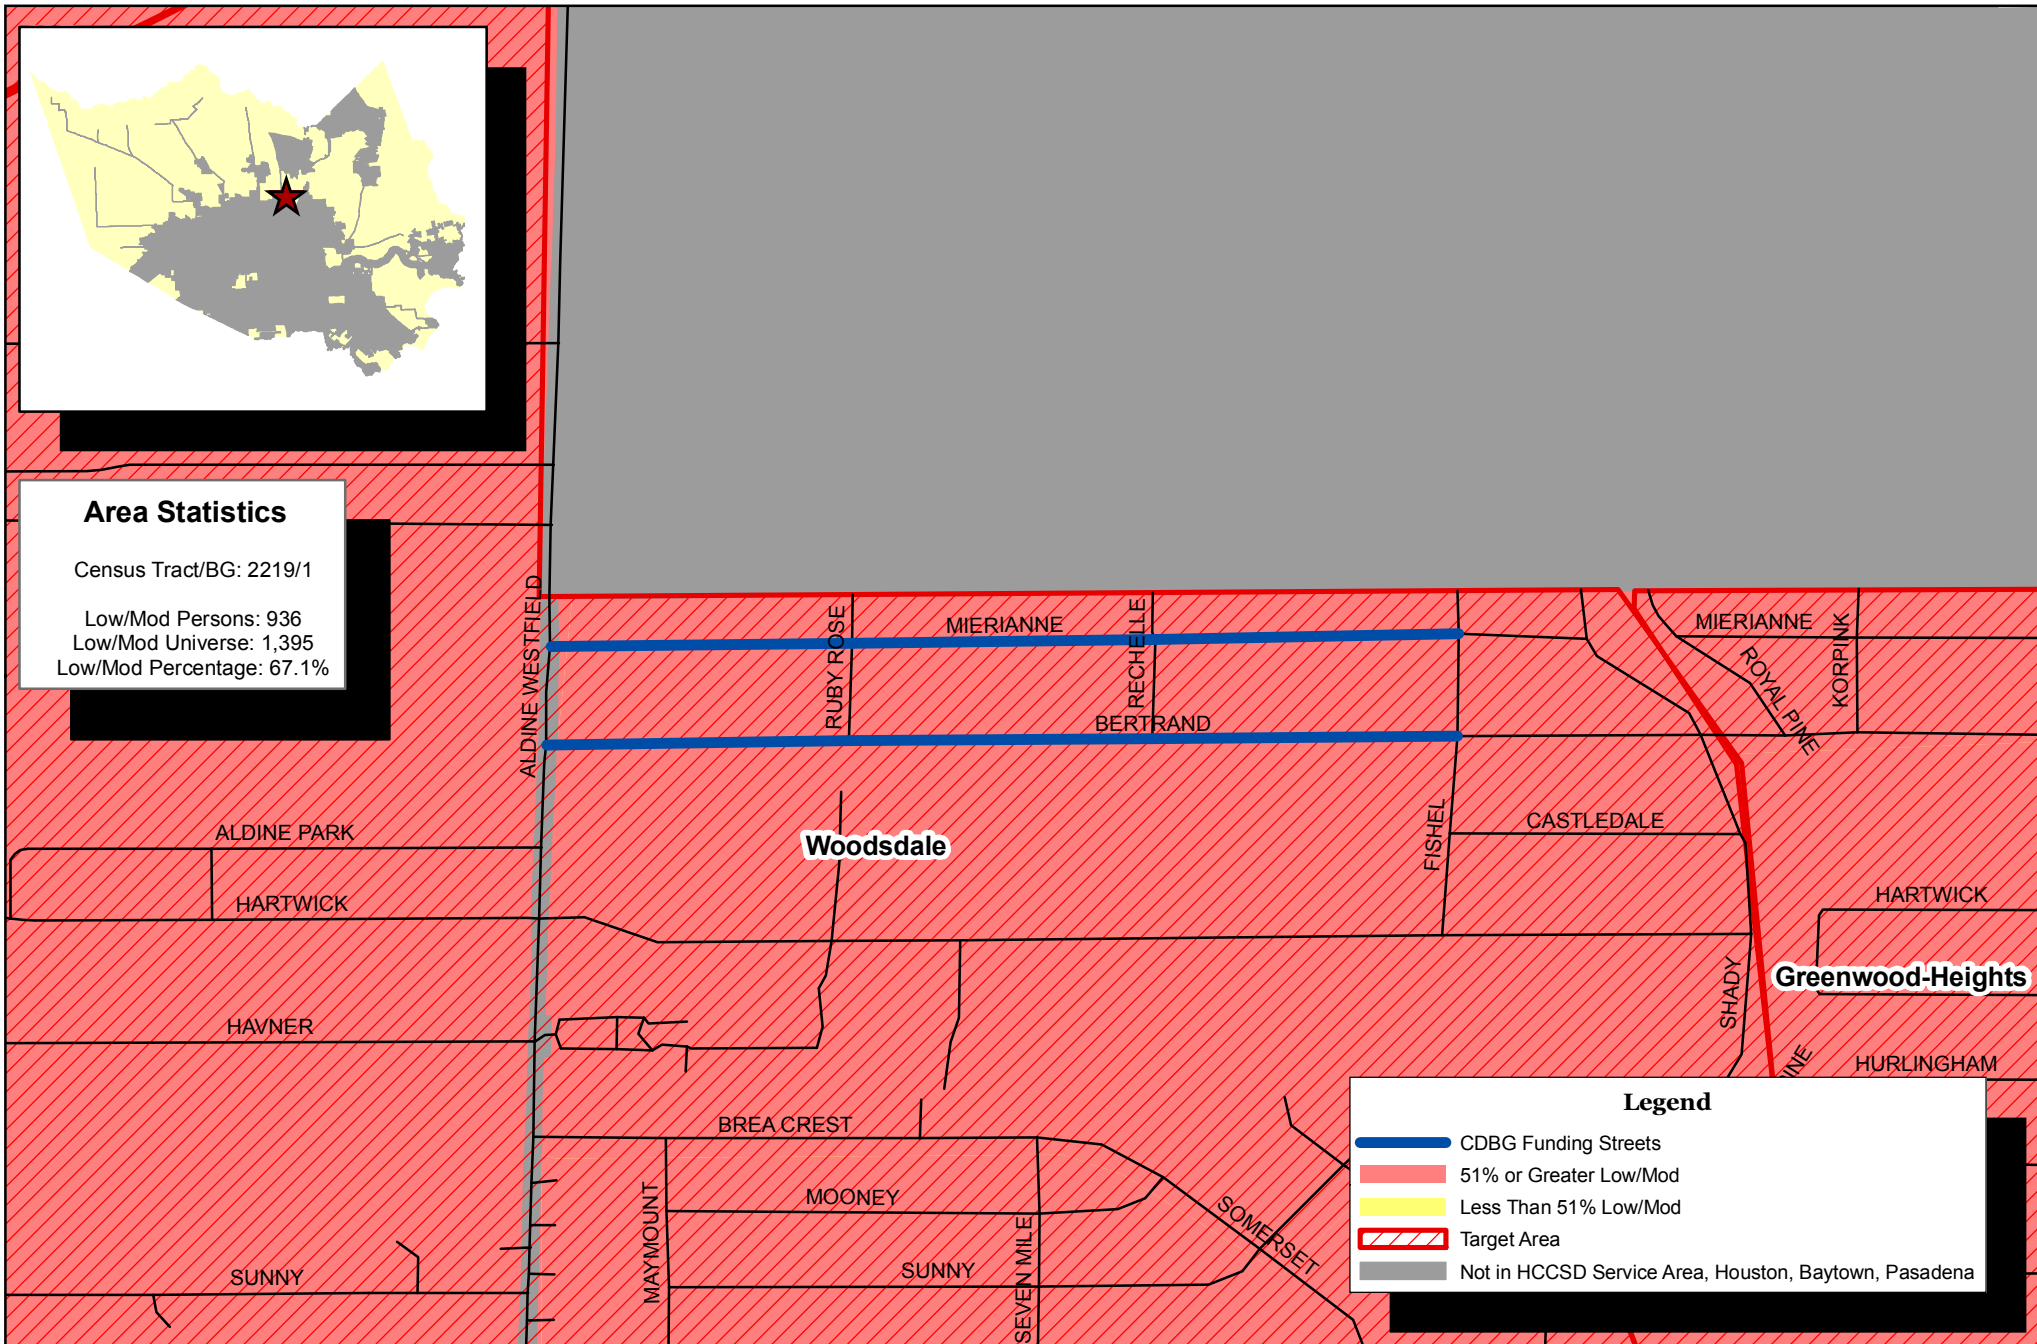 Area Statistics
Census Tract/BG: 2219/1
Low/Mod Persons: 936
Low/Mod Universe: 1,395
Low/Mod Percentage: 67.1%
ALDINE WESTFIELD
RUBY ROSE
MIERIANNE
RECHELLE
BERTRAND
MIERIANNE
ROYAL PINE
KORPINK
ALDINE PARK
Woodsdale
FISHEL
CASTLEDALE
HARTWICK
HARTWICK
SHADY
Greenwood-Heights
HAVNER
INE
HURLINGHAM
BREA CREST
MAYMOUNT
MOONEY
SEVEN MILE
SOMERSET
SUNNY
SUNNY
Legend
CDBG Funding Streets
51% or Greater Low/Mod
Less Than 51% Low/Mod
Target Area
Not in HCCSD Service Area, Houston, Baytown, Pasadena